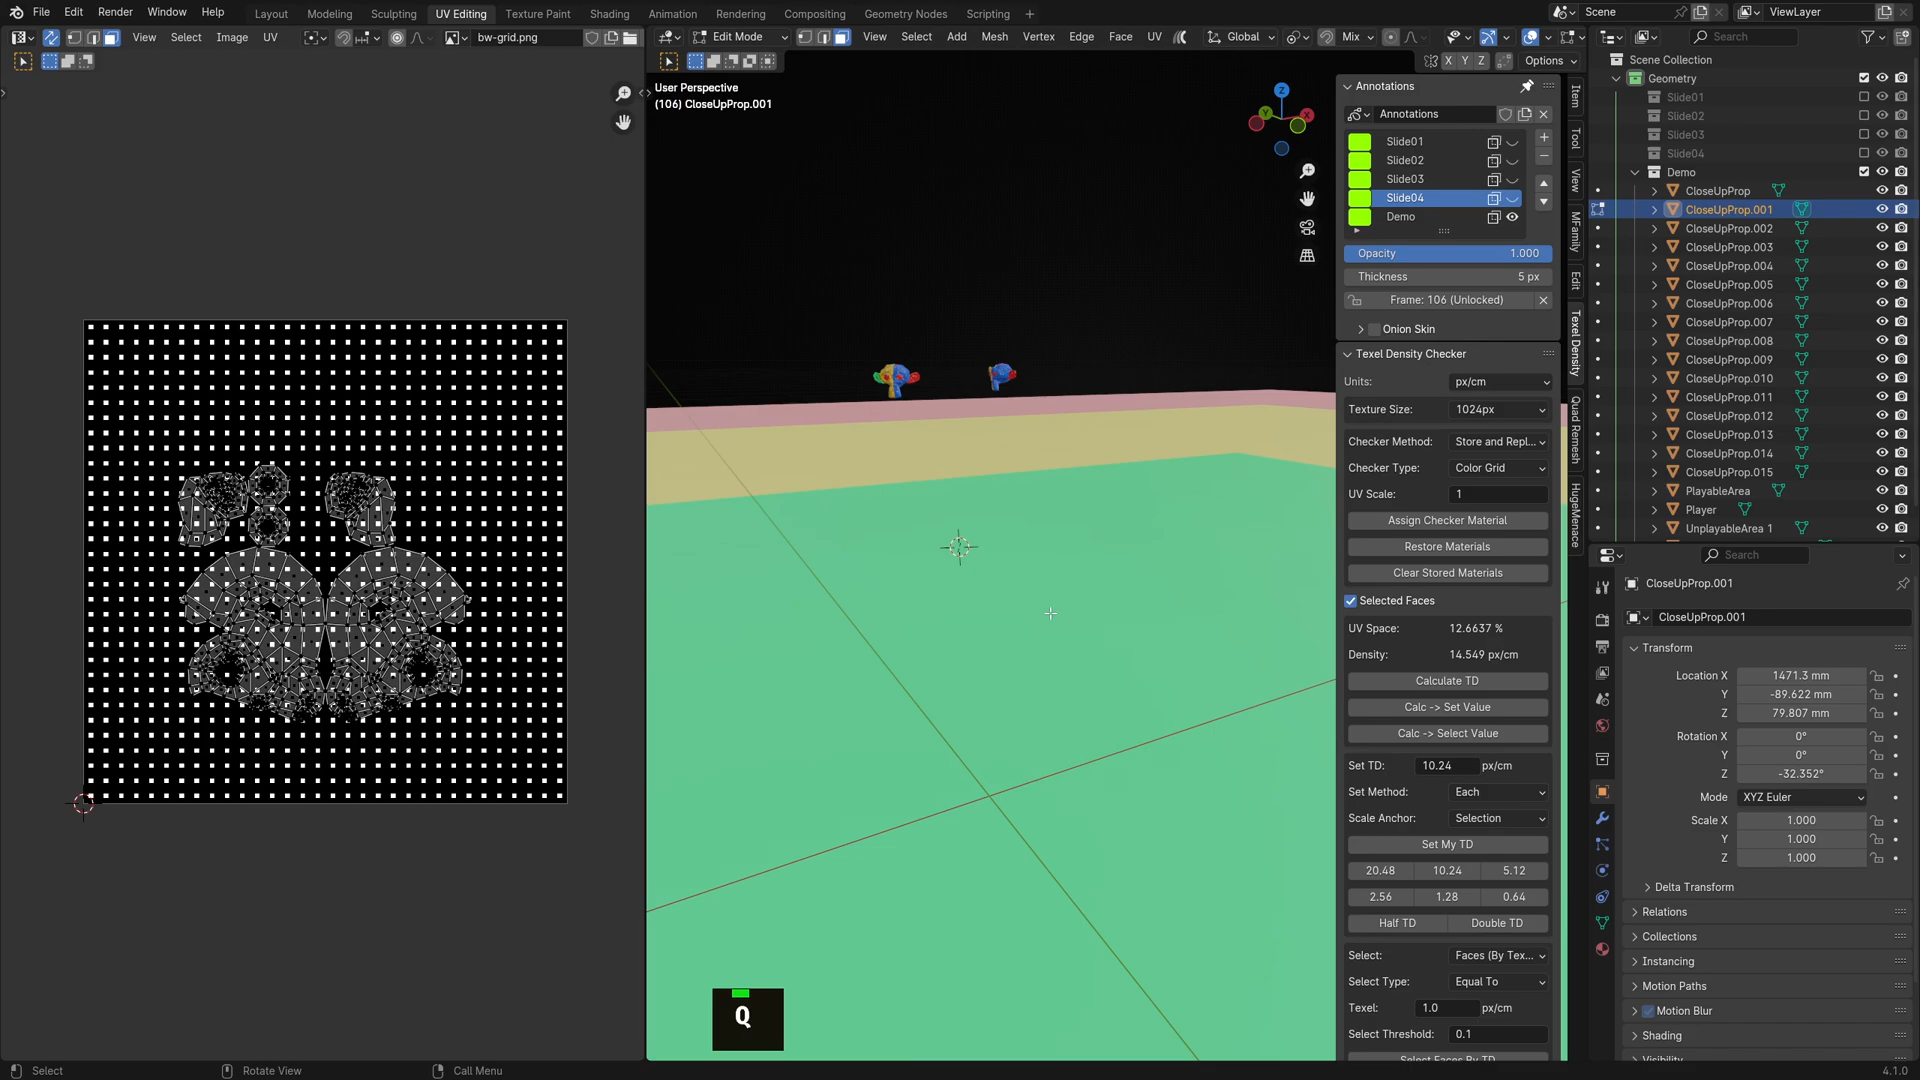 File Edit Render Window Help Layout Modeling Sculpting UV Editing Texture Paint Shading Animation Rendering Compositing Geometry Nodes Scripting + Scene ViewLayer
View Select Image UV bw-grid.png Edit Mode View Select Add Mesh Vertex Edge Face UV Global Mix Search
X Y Z Options
User Perspective
(106) CloseUpProp.001
Z
Y
X
Annotations
Annotations
Slide01
Slide02
Slide03
Slide04
Demo
Opacity 1.000
Thickness 5 px
Frame: 106 (Unlocked)
Onion Skin
Texel Density Checker
Units: px/cm
Texture Size: 1024px
Checker Method: Store and Repl...
Checker Type: Color Grid
UV Scale: 1
Assign Checker Material
Restore Materials
Clear Stored Materials
Selected Faces
UV Space: 12.6637 %
Density: 14.549 px/cm
Calculate TD
Calc -> Set Value
Calc -> Select Value
Set TD: 10.24 px/cm
Set Method: Each
Scale Anchor: Selection
Set My TD
20.48 10.24 5.12
2.56 1.28 0.64
Half TD Double TD
Select: Faces (By Tex...
Select Type: Equal To
Texel: 1.0 px/cm
Select Threshold: 0.1
Select Faces By TD
Item
Tool
View
MFamily
Edit
Texel Density
Quad Remesh
HugeMenace
Scene Collection
Geometry
Slide01
Slide02
Slide03
Slide04
Demo
CloseUpProp
CloseUpProp.001
CloseUpProp.002
CloseUpProp.003
CloseUpProp.004
CloseUpProp.005
CloseUpProp.006
CloseUpProp.007
CloseUpProp.008
CloseUpProp.009
CloseUpProp.010
CloseUpProp.011
CloseUpProp.012
CloseUpProp.013
CloseUpProp.014
CloseUpProp.015
PlayableArea
Player
UnplayableArea 1
Search
CloseUpProp.001
CloseUpProp.001
Transform
Location X 1471.3 mm
Y -89.622 mm
Z 79.807 mm
Rotation X 0°
Y 0°
Z -32.352°
Mode XYZ Euler
Scale X 1.000
Y 1.000
Z 1.000
Delta Transform
Relations
Collections
Instancing
Motion Paths
Motion Blur
Shading
Visibility
Q
Select Rotate View Call Menu 4.1.0